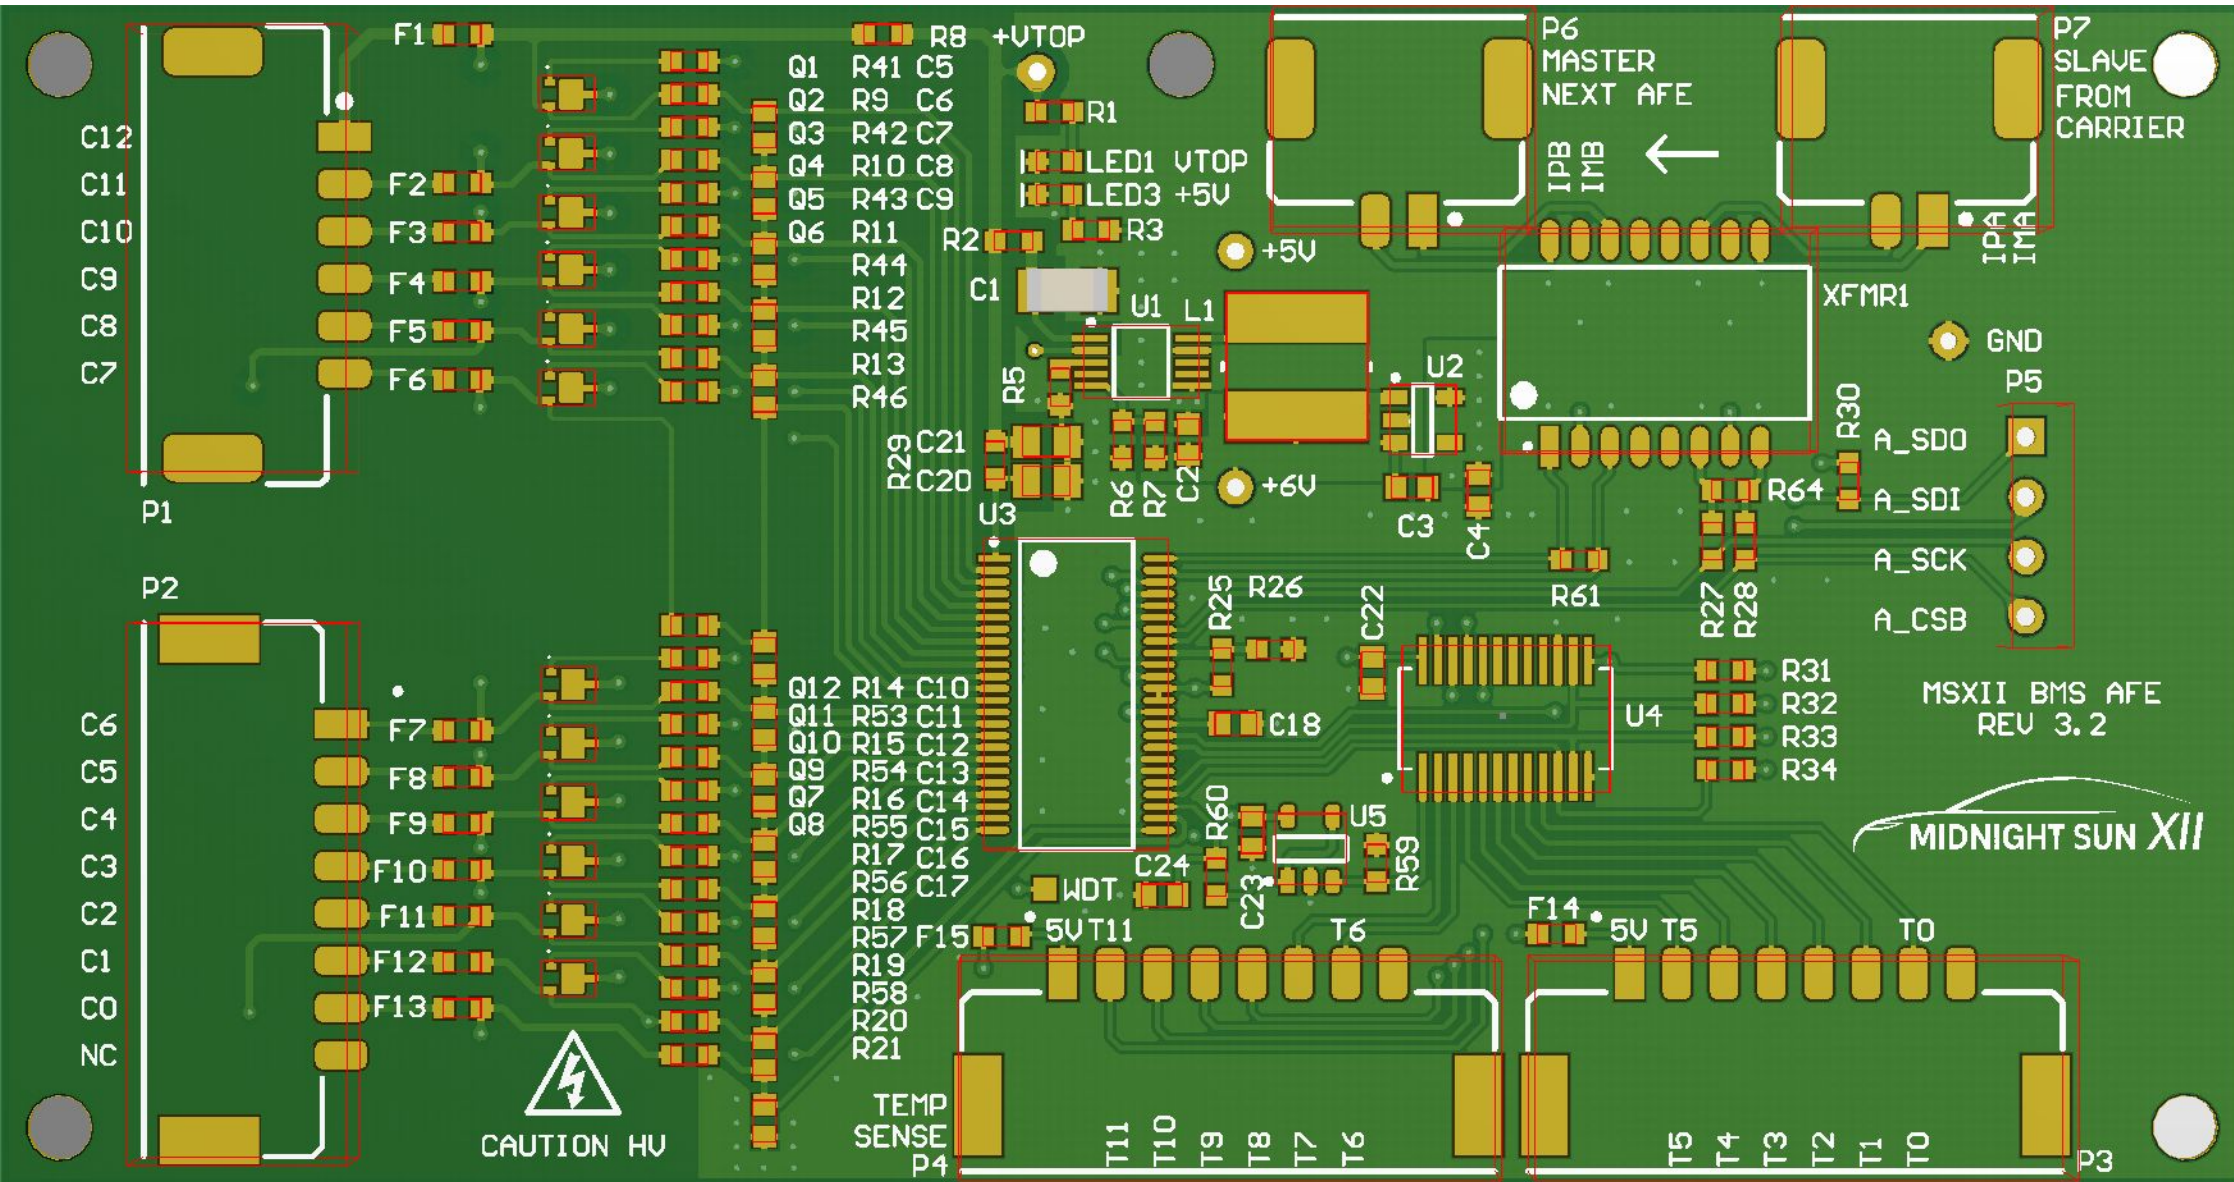 F1
R8
+VTOP
P6
MASTER
NEXT AFE
P7
SLAVE
FROM
CARRIER
Q1 R41 C5
Q2 R9 C6
Q3 R42 C7
Q4 R10 C8
Q5 R43 C9
Q6 R11
R44
R12
R45
R13
R46
R1
LED1 VTOP
LED3 +5V
R2
R3
IPB
IMB
IPA
IMA
C12
C11
C10
C9
C8
C7
F2
F3
F4
F5
F6
+5V
C1
U1
L1
XFMR1
GND
P5
R5
U2
R30
A_SDO
A_SDI
A_SCK
A_CSB
R29
C21
C20
U3
R6
R7
C2
+6V
C3
C4
R64
P1
P2
R25
R26
C22
R61
R27
R28
R31
R32
R33
R34
U4
C18
MSXII BMS AFE
REV 3.2
MIDNIGHT SUN XII
C6
C5
C4
C3
C2
C1
C0
NC
F7
F8
F9
F10
F11
F12
F13
Q12 R14 C10
Q11 R53 C11
Q10 R15 C12
Q9 R54 C13
Q7 R16 C14
Q8 R55 C15
R17 C16
R56 C17
R18
R57 F15
R19
R58
R20
R21
R60
U5
R59
C24
C23
WDT
5V T11
T6
F14
5V T5
T0
CAUTION HV
TEMP
SENSE
P4
T11
T10
T9
T8
T7
T6
T5
T4
T3
T2
T1
T0
P3